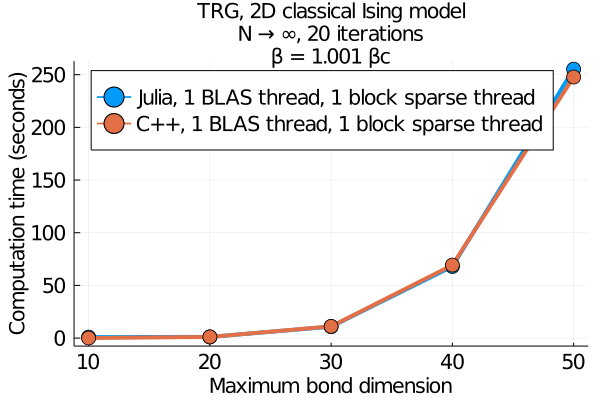 TRG, 2D classical Ising model
N → ∞, 20 iterations
β = 1.001 βc
Computation time (seconds)
250
200
150
100
50
0
Julia, 1 BLAS thread, 1 block sparse thread
C++, 1 BLAS thread, 1 block sparse thread
10 20 30 40 50
Maximum bond dimension